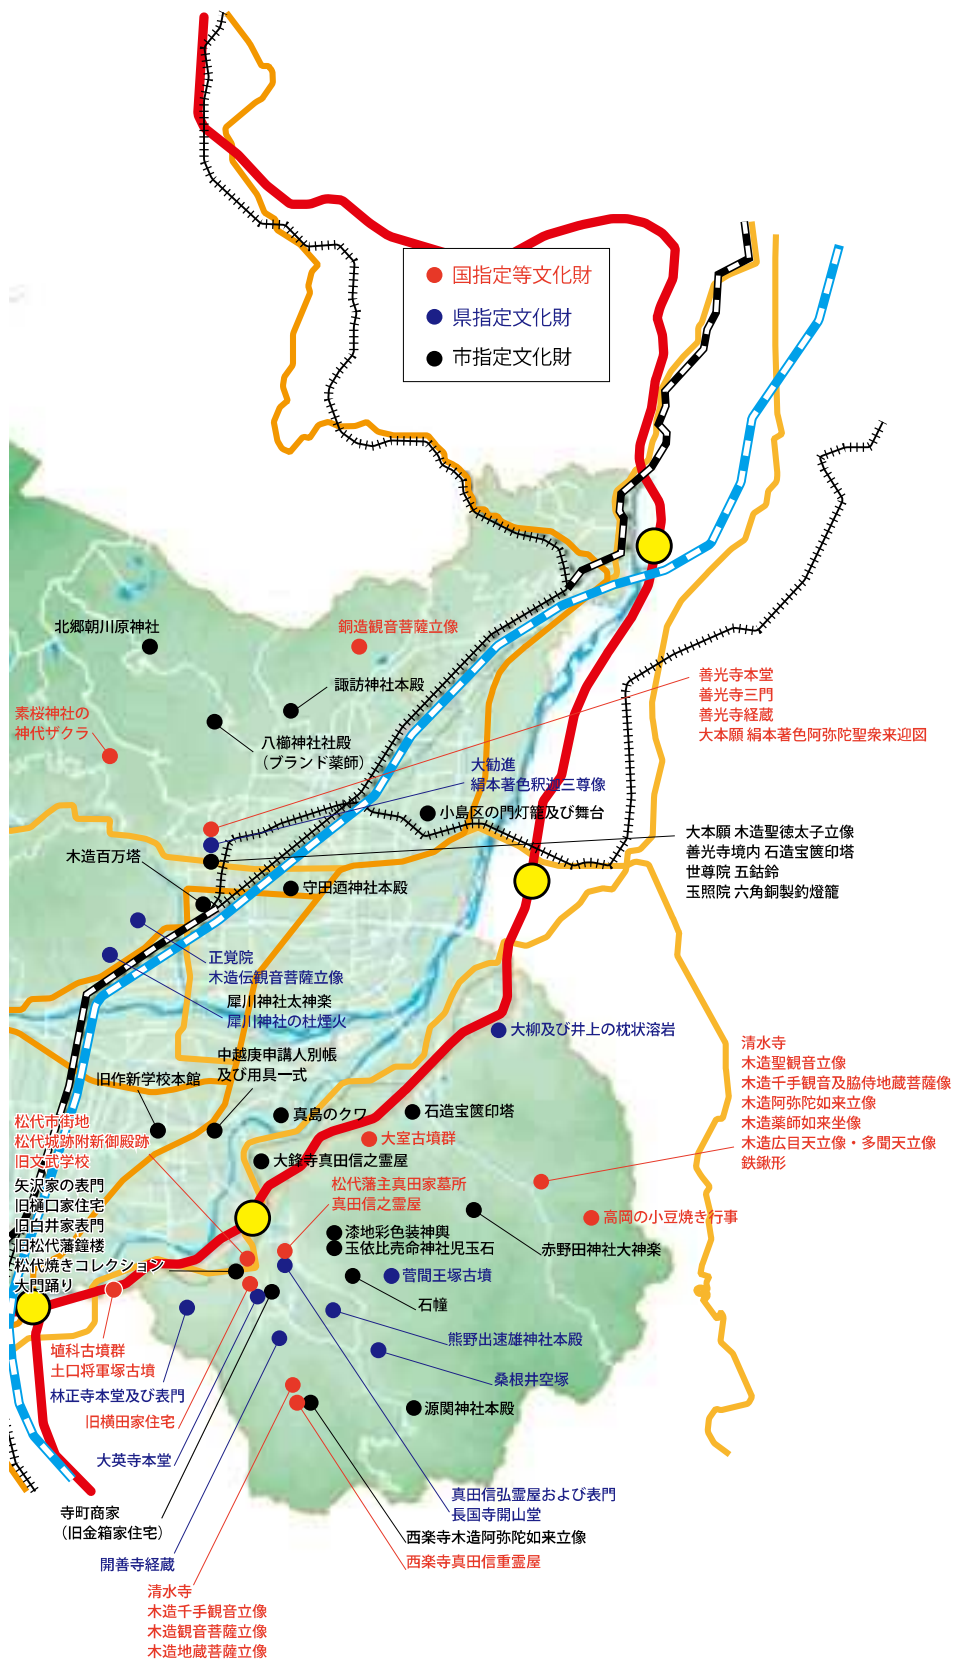 国指定等文化財
県指定文化財
市指定文化財
北郷朝川原神社
銅造観音菩薩立像
諏訪神社本殿
素桜神社の
神代ザクラ
八櫛神社社殿
（ブランド薬師）
善光寺本堂
善光寺三門
善光寺経蔵
大本願 絹本著色阿弥陀聖衆来迎図
大勧進
絹本著色釈迦三尊像
小島区の門灯籠及び舞台
大本願 木造聖徳太子立像
善光寺境内 石造宝篋印塔
世尊院 五鈷鈴
玉照院 六角銅製釣燈籠
木造百万塔
守田廼神社本殿
正覚院
木造伝観音菩薩立像
犀川神社太神楽
犀川神社の杜煙火
大柳及び井上の枕状溶岩
中越庚申講人別帳
及び用具一式
旧作新学校本館
清水寺
木造聖観音立像
木造千手観音及脇侍地蔵菩薩像
木造阿弥陀如来立像
木造薬師如来坐像
木造広目天立像・多聞天立像
鉄鍬形
松代市街地
松代城跡附新御殿跡
旧文武学校
真島のクワ
石造宝篋印塔
大室古墳群
大鋒寺真田信之霊屋
矢沢家の表門
旧樋口家住宅
旧白井家表門
旧松代藩鐘楼
松代焼きコレクション
大門踊り
松代藩主真田家墓所
真田信之霊屋
高岡の小豆焼き行事
漆地彩色装神輿
玉依比売命神社児玉石
赤野田神社大神楽
菅間王塚古墳
石幢
埴科古墳群
土口将軍塚古墳
熊野出速雄神社本殿
桑根井空塚
林正寺本堂及び表門
旧横田家住宅
源関神社本殿
大英寺本堂
真田信弘霊屋および表門
長国寺開山堂
寺町商家
（旧金箱家住宅）
西楽寺木造阿弥陀如来立像
西楽寺真田信重霊屋
開善寺経蔵
清水寺
木造千手観音立像
木造観音菩薩立像
木造地蔵菩薩立像